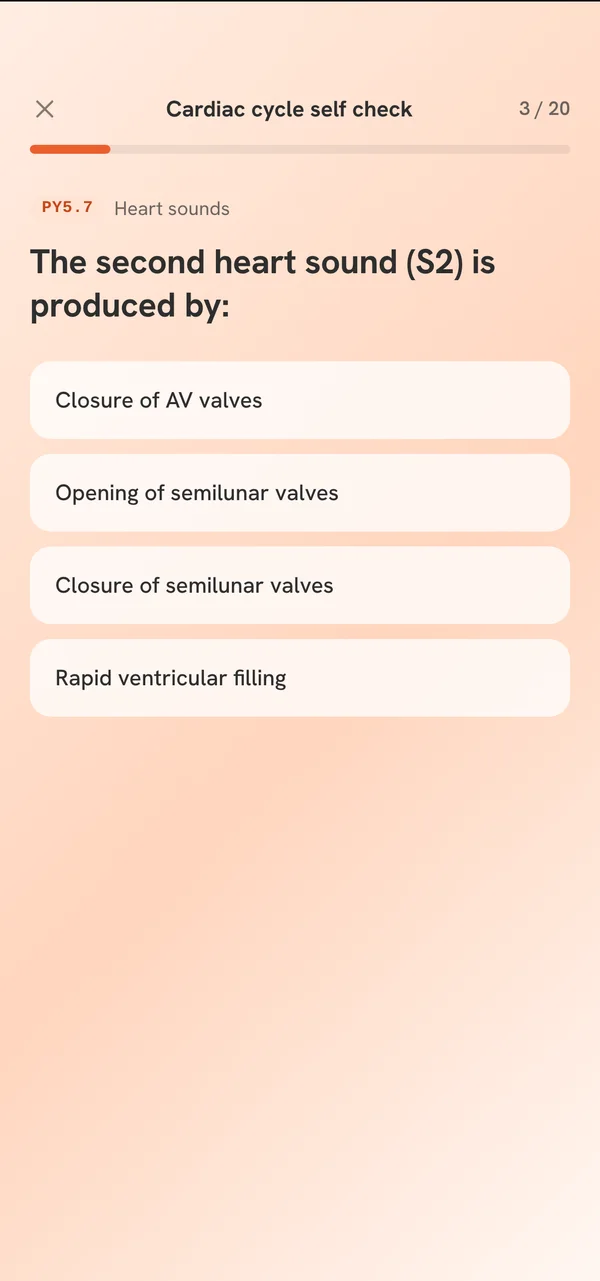 Cardiac cycle self check
3 / 20
PY5.7 Heart sounds
The second heart sound (S2) is
produced by:
Closure of AV valves
Opening of semilunar valves
Closure of semilunar valves
Rapid ventricular filling